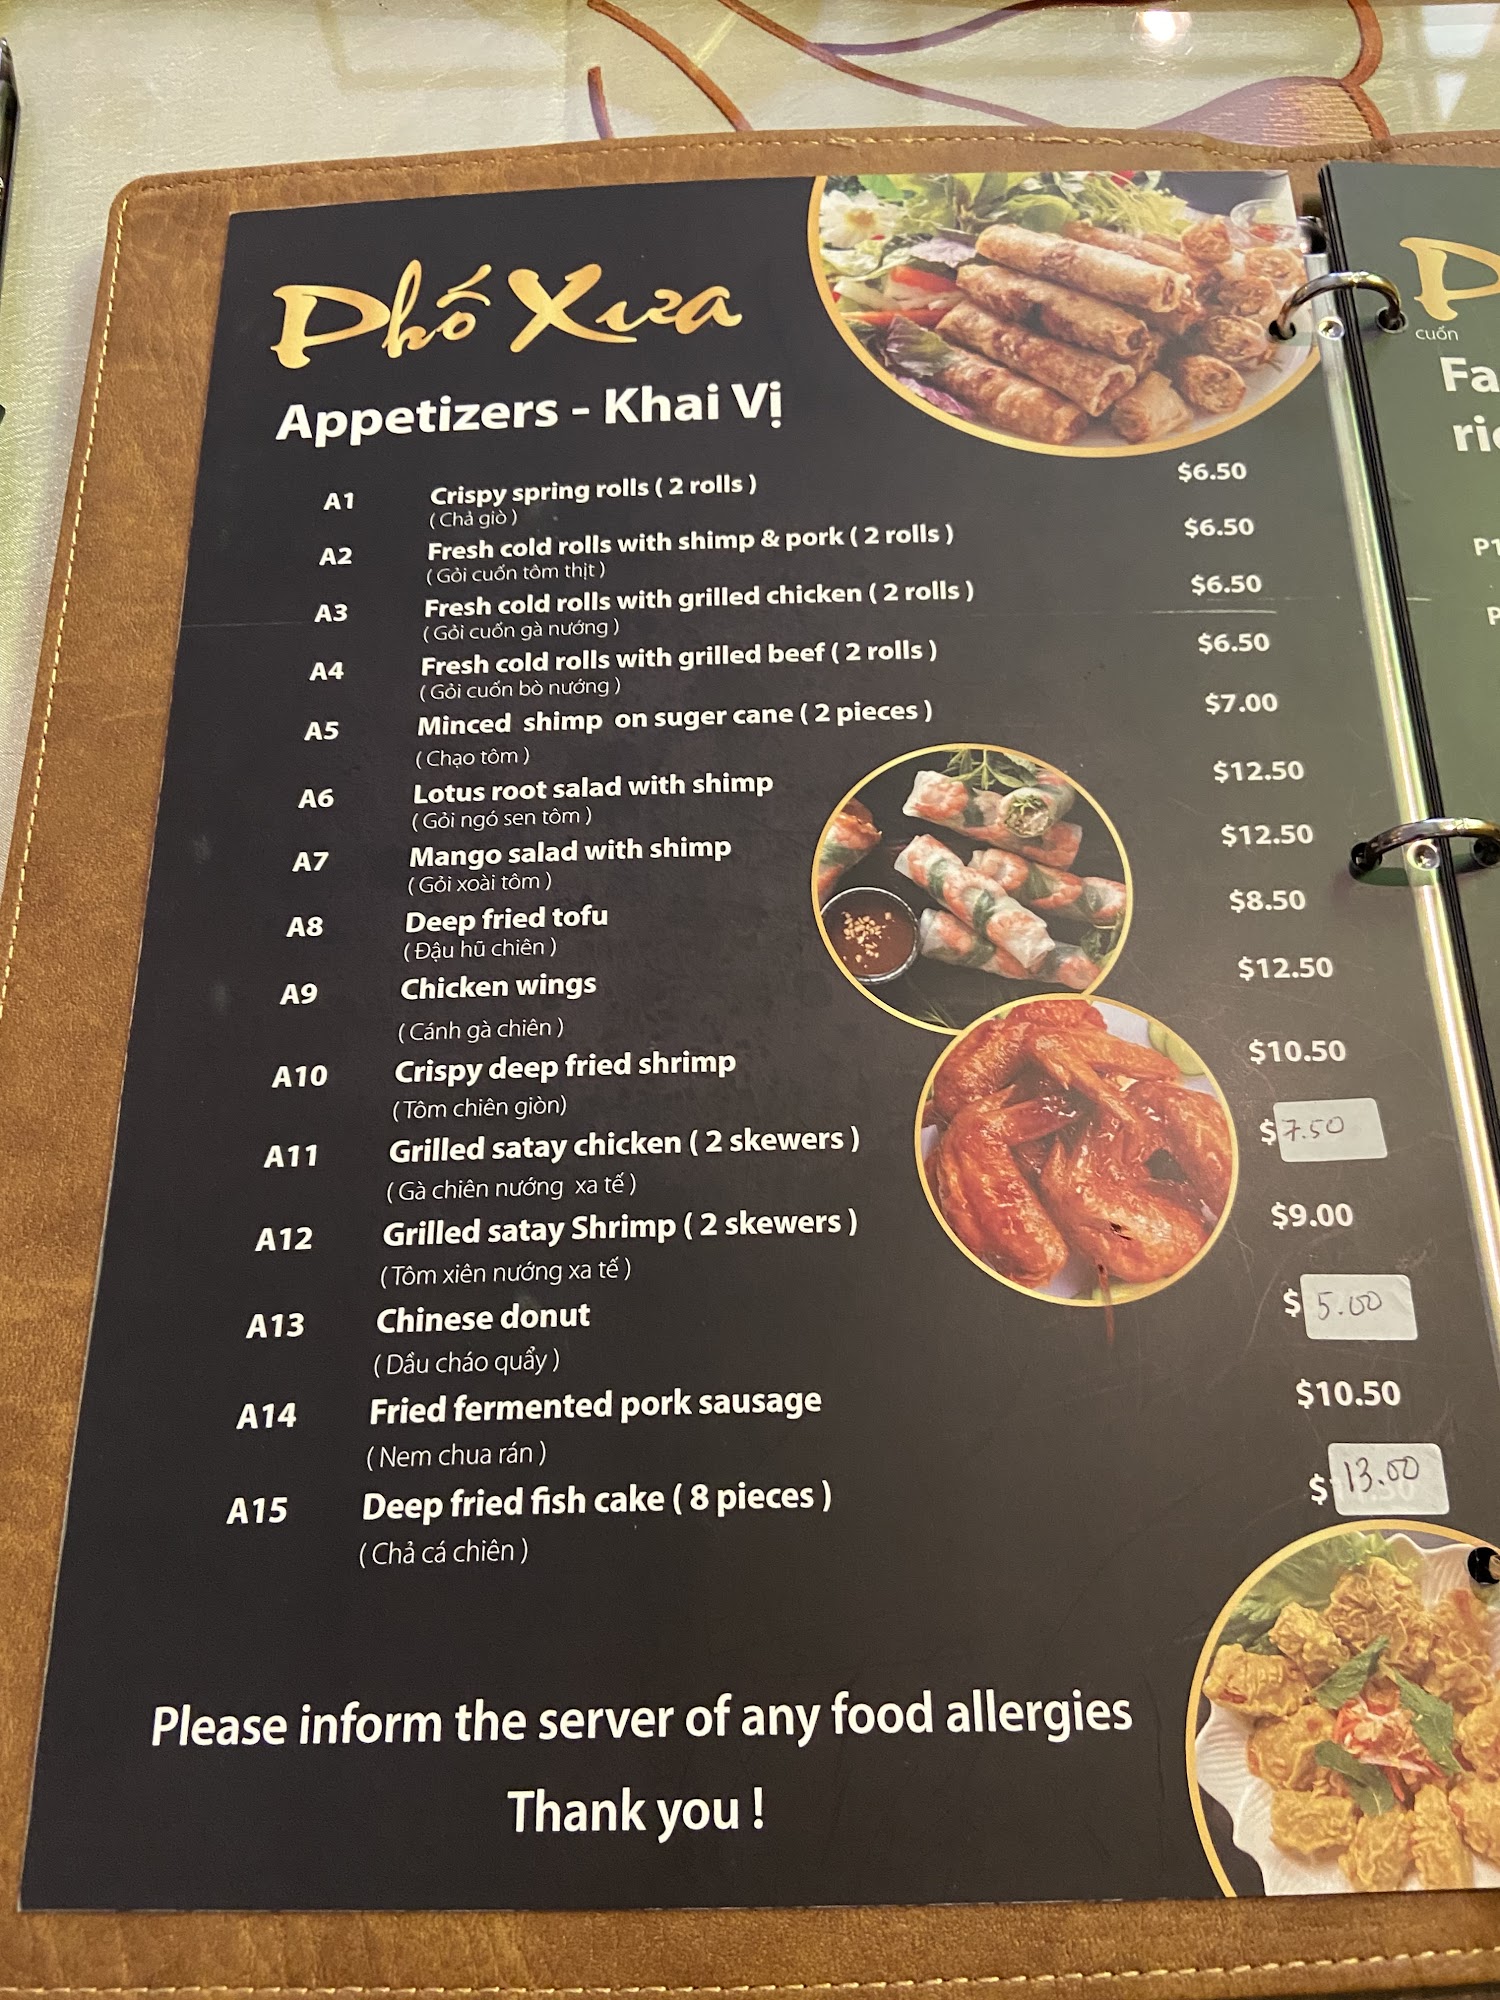 Phố Xưa
Appetizers - Khai Vị
A1 Crispy spring rolls ( 2 rolls ) $6.50
( Chả giò )
A2 Fresh cold rolls with shimp & pork ( 2 rolls ) $6.50
( Gỏi cuốn tôm thịt )
A3 Fresh cold rolls with grilled chicken ( 2 rolls ) $6.50
( Gỏi cuốn gà nướng )
A4 Fresh cold rolls with grilled beef ( 2 rolls ) $6.50
( Gỏi cuốn bò nướng )
A5 Minced shimp on suger cane ( 2 pieces ) $7.00
( Chạo tôm )
A6 Lotus root salad with shimp $12.50
( Gỏi ngó sen tôm )
A7 Mango salad with shimp $12.50
( Gỏi xoài tôm )
A8 Deep fried tofu $8.50
( Đậu hũ chiên )
A9 Chicken wings $12.50
( Cánh gà chiên )
A10 Crispy deep fried shrimp $10.50
( Tôm chiên giòn)
A11 Grilled satay chicken ( 2 skewers ) $7.50
( Gà chiên nướng xa tế )
A12 Grilled satay Shrimp ( 2 skewers ) $9.00
( Tôm xiên nướng xa tế )
A13 Chinese donut $5.00
( Dầu cháo quẩy )
A14 Fried fermented pork sausage $10.50
( Nem chua rán )
A15 Deep fried fish cake ( 8 pieces ) $13.00
( Chả cá chiên )
Please inform the server of any food allergies
Thank you !
cuốn